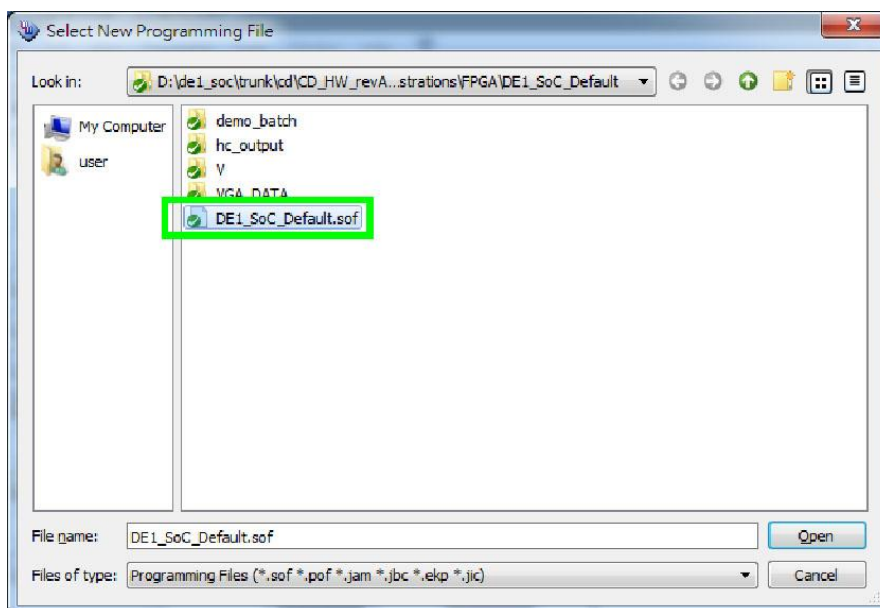 Select New Programming File
Look in:
D:\de1_soc\trunk\cd\CD_HW_revA...strations\FPGA\DE1_SoC_Default
My Computer
user
demo_batch
hc_output
V
VGA_DATA
DE1_SoC_Default.sof
File name:
DE1_SoC_Default.sof
Open
Files of type:
Programming Files (*.sof *.pof *.jam *.jbc *.ekp *.jic)
Cancel